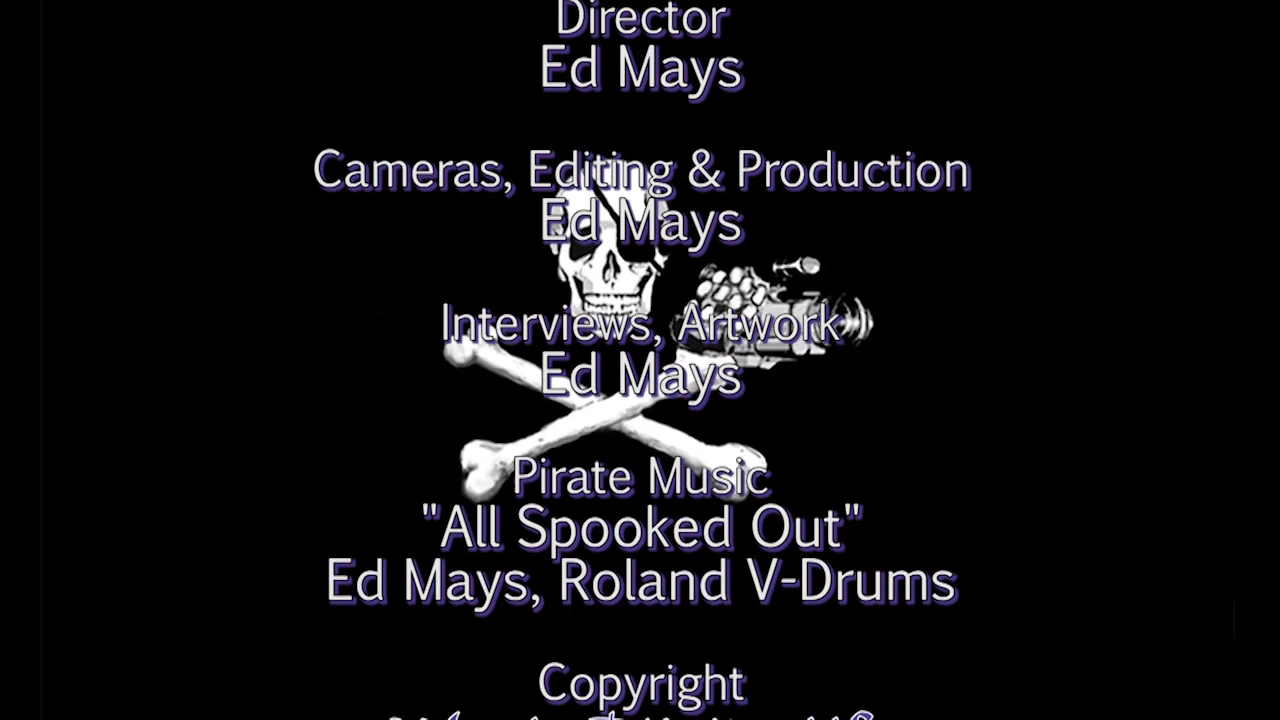 Director
Ed Mays
Cameras, Editing & Production
Ed Mays
Interviews, Artwork
Ed Mays
Pirate Music
"All Spooked Out"
Ed Mays, Roland V-Drums
Copyright